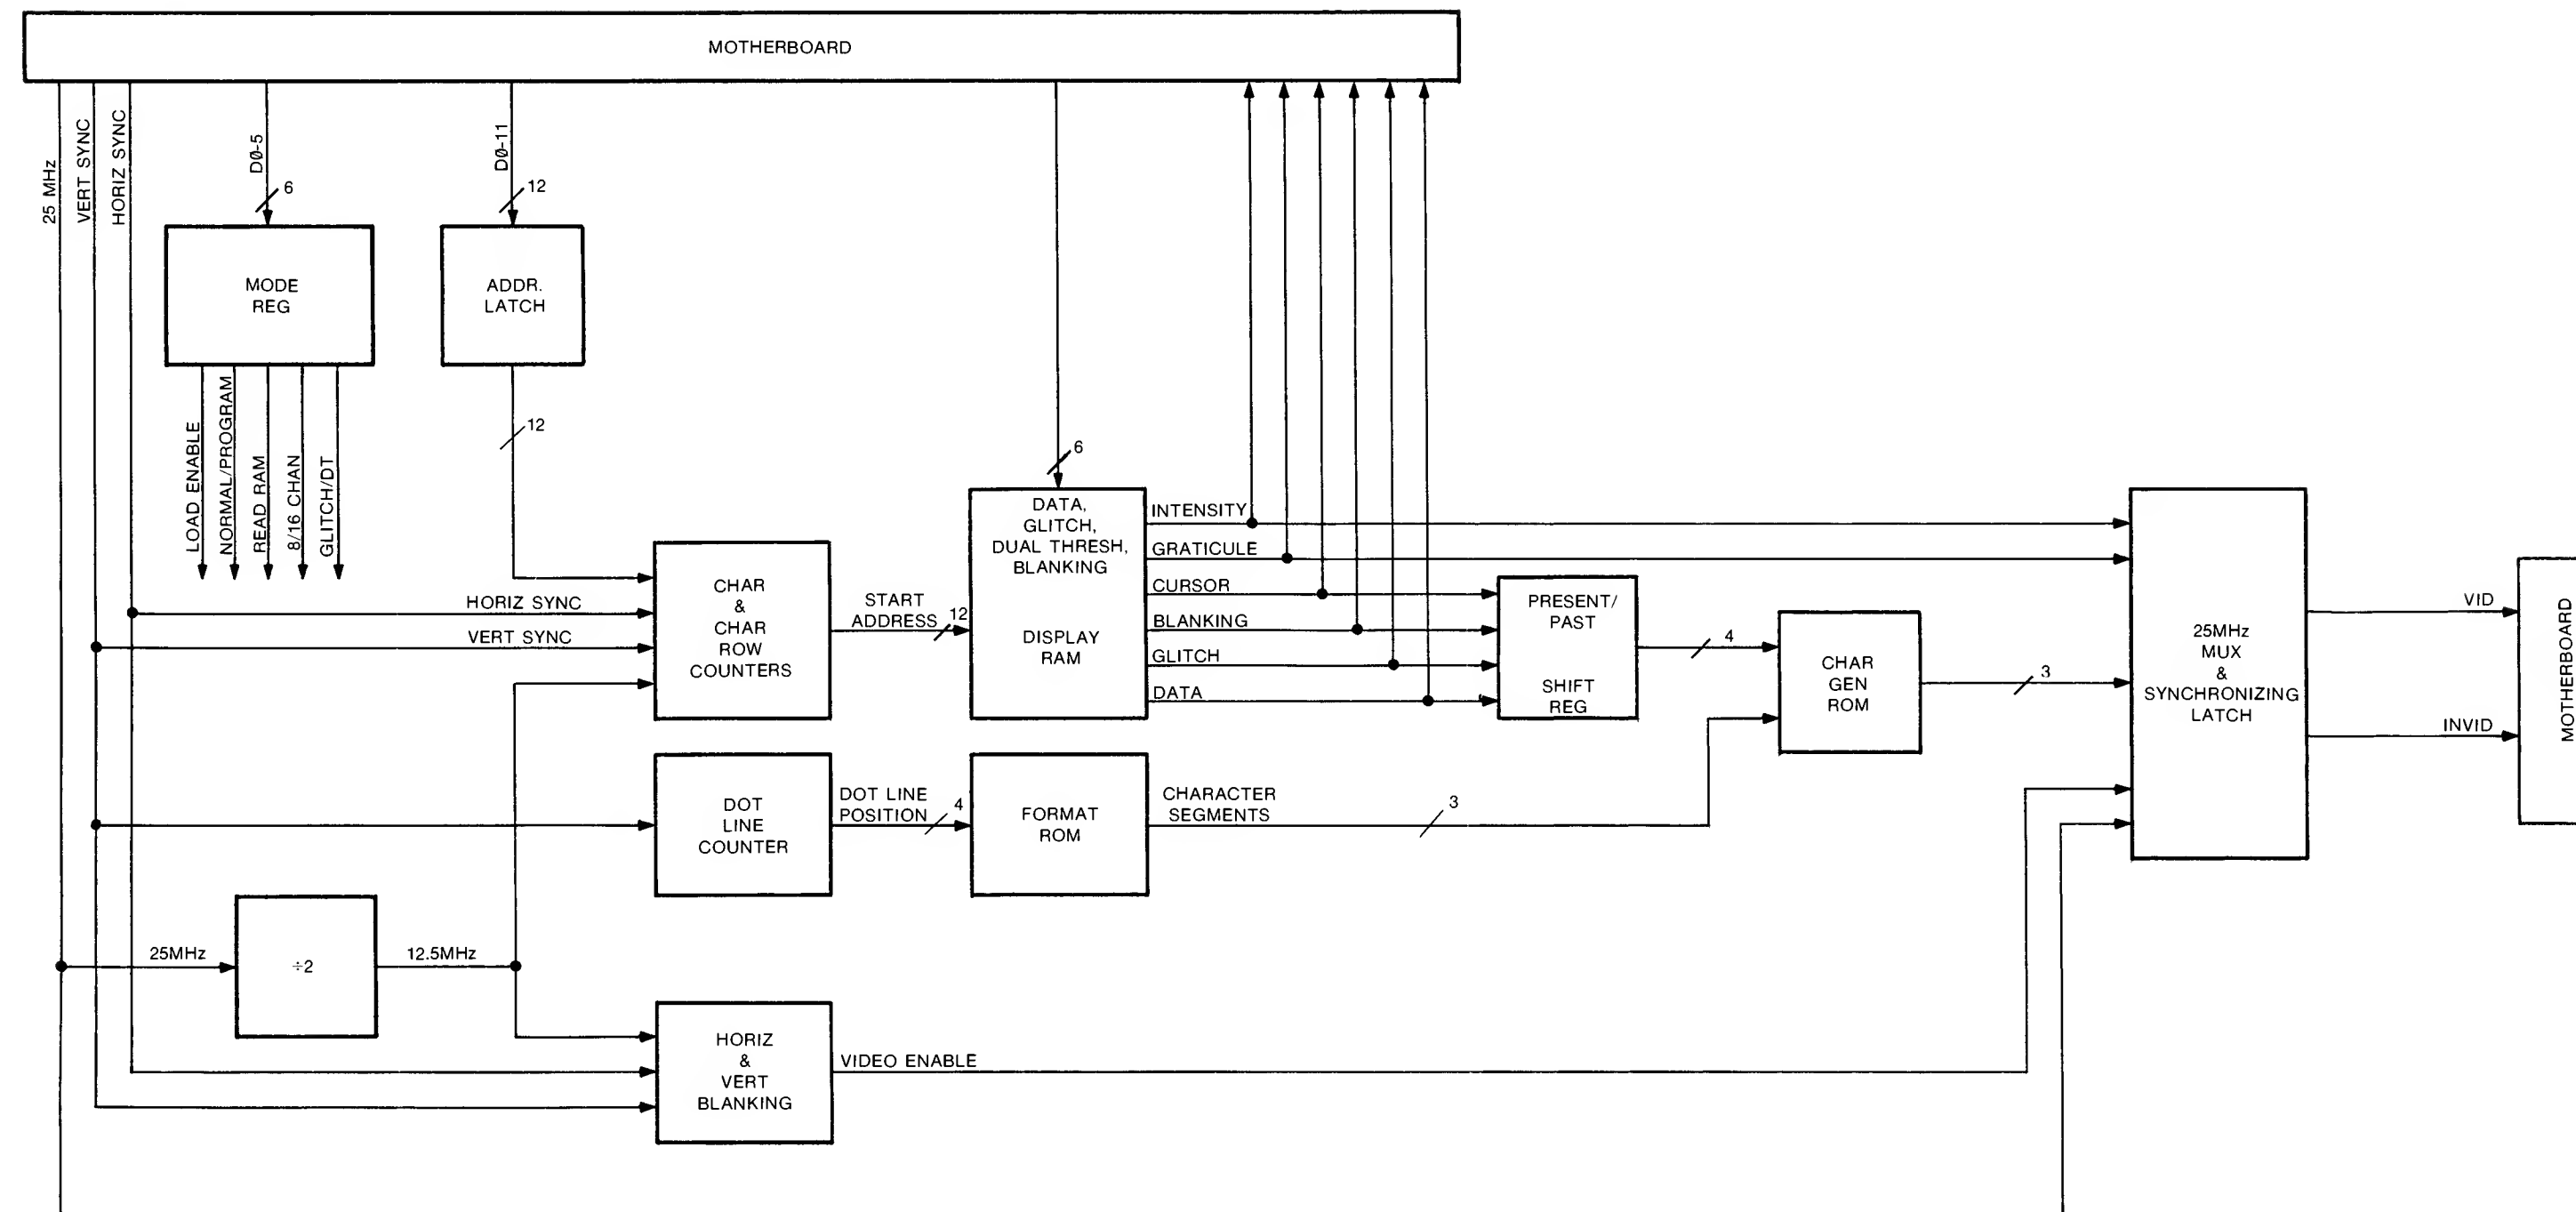 MOTHERBOARD
25 MHz
VERT SYNC
HORIZ SYNC
DØ-5
6
DØ-11
12
MODE
REG
ADDR.
LATCH
LOAD ENABLE
NORMAL/PROGRAM
READ RAM
8/16 CHAN
GLITCH/DT
12
6
HORIZ SYNC
VERT SYNC
CHAR
&
CHAR
ROW
COUNTERS
START
ADDRESS
12
DATA,
GLITCH,
DUAL THRESH,
BLANKING
DISPLAY
RAM
INTENSITY
GRATICULE
CURSOR
BLANKING
GLITCH
DATA
PRESENT/
PAST
SHIFT
REG
4
CHAR
GEN
ROM
3
25MHz
MUX
&
SYNCHRONIZING
LATCH
VID
INVID
MOTHERBOARD
DOT
LINE
COUNTER
DOT LINE
POSITION
4
FORMAT
ROM
CHARACTER
SEGMENTS
3
25MHz
÷2
12.5MHz
HORIZ
&
VERT
BLANKING
VIDEO ENABLE